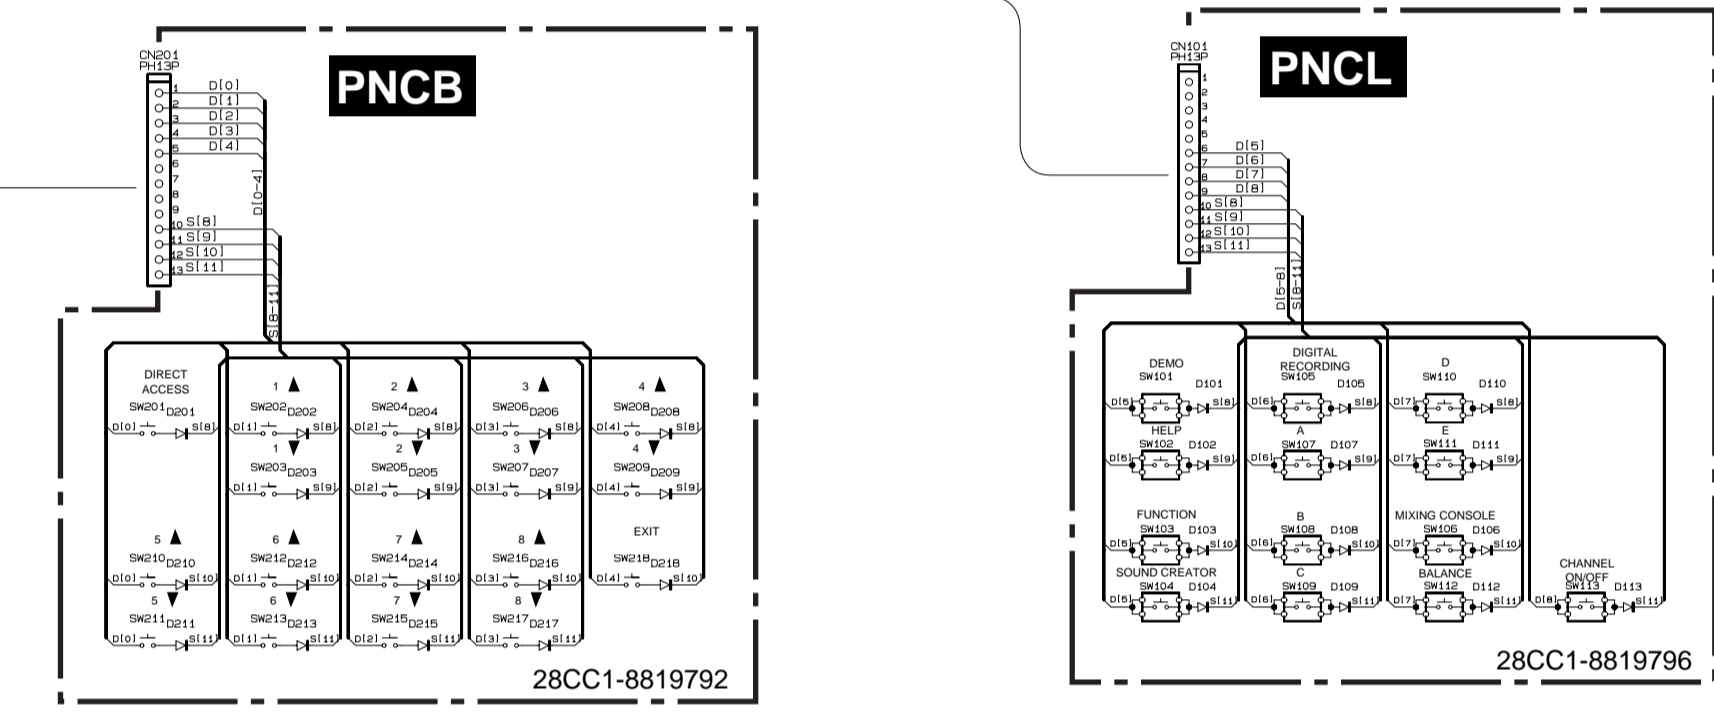 PNCB
CN201
PH13P
1 D[0]
2 D[1]
3 D[2]
4 D[3]
5 D[4]
6
7
8
9
10 S[8]
11 S[9]
12 S[10]
13 S[11]
D[0-4]
S[8-11]
DIRECT
ACCESS
SW201 D201
D[0] S[8]
1 ▲
SW202 D202
D[1] S[8]
2 ▲
SW204 D204
D[2] S[8]
3 ▲
SW206 D206
D[3] S[8]
4 ▲
SW208 D208
D[4] S[8]
1 ▼
SW203 D203
D[1] S[9]
2 ▼
SW205 D205
D[2] S[9]
3 ▼
SW207 D207
D[3] S[9]
4 ▼
SW209 D209
D[4] S[9]
5 ▲
SW210 D210
D[0] S[10]
6 ▲
SW212 D212
D[1] S[10]
7 ▲
SW214 D214
D[2] S[10]
8 ▲
SW216 D216
D[3] S[10]
EXIT
SW218 D218
D[4] S[10]
5 ▼
SW211 D211
D[0] S[11]
6 ▼
SW213 D213
D[1] S[11]
7 ▼
SW215 D215
D[2] S[11]
8 ▼
SW217 D217
D[3] S[11]
28CC1-8819792
PNCL
CN101
PH13P
1
2
3
4
5
6 D[5]
7 D[6]
8 D[7]
9 D[8]
10 S[8]
11 S[9]
12 S[10]
13 S[11]
D[5-8]
S[8-11]
DEMO
SW101 D101
D[5] S[8]
DIGITAL
RECORDING
SW105 D105
D[6] S[8]
D
SW110 D110
D[7] S[8]
HELP
SW102 D102
D[5] S[9]
A
SW107 D107
D[6] S[9]
E
SW111 D111
D[7] S[9]
FUNCTION
SW103 D103
D[5] S[10]
B
SW108 D108
D[6] S[10]
MIXING CONSOLE
SW106 D106
D[7] S[10]
SOUND CREATOR
SW104 D104
D[5] S[11]
C
SW109 D109
D[6] S[11]
BALANCE
SW112 D112
D[7] S[11]
CHANNEL
ON/OFF
SW113 D113
D[8] S[11]
28CC1-8819796